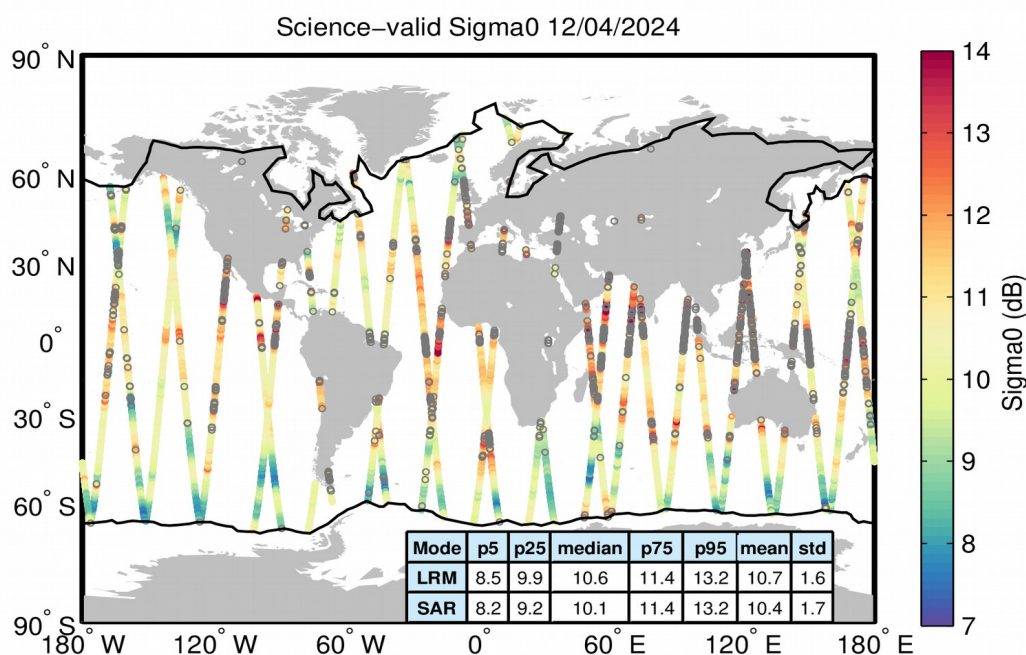 Science-valid Sigma0 12/04/2024
90° N
60° N
30° N
0°
30° S
60° S
90° S
180° W
120° W
60° W
0°
60° E
120° E
180° E
14
13
12
11
10
9
8
7
Sigma0 (dB)
Mode p5 p25 median p75 p95 mean std
LRM 8.5 9.9 10.6 11.4 13.2 10.7 1.6
SAR 8.2 9.2 10.1 11.4 13.2 10.4 1.7